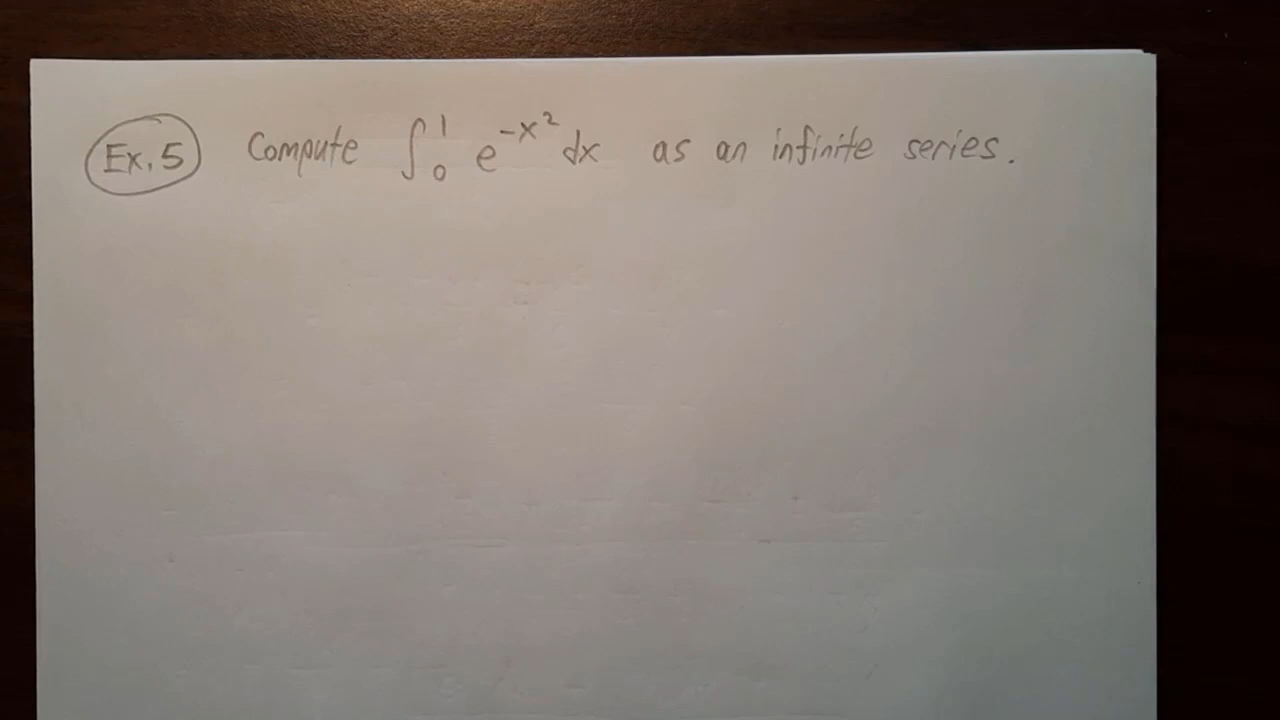 Ex. 5 Compute ∫₀¹ e^{-x²} dx as an infinite series.